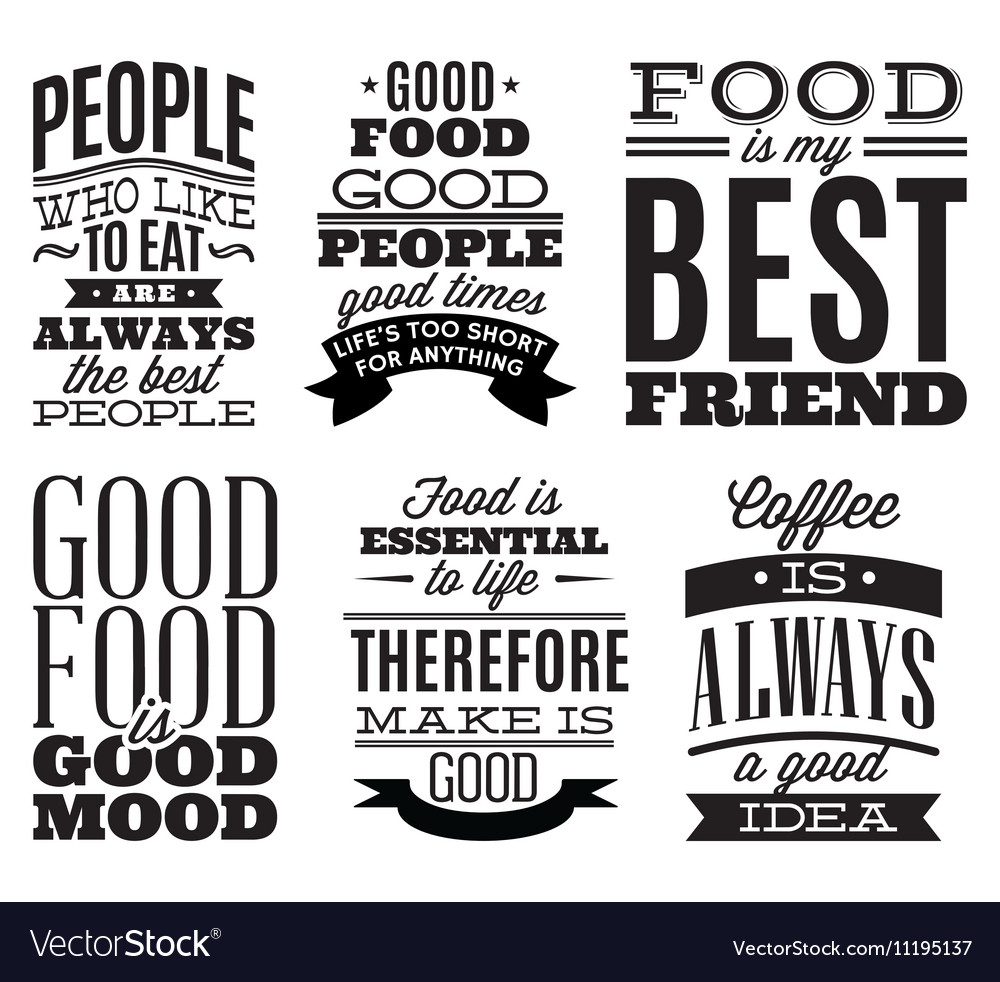 PEOPLE
WHO LIKE
TO EAT
• ARE •
ALWAYS
the best
PEOPLE
GOOD
FOOD
GOOD
PEOPLE
good times
LIFE'S TOO SHORT
FOR ANYTHING
FOOD
is my
BEST
FRIEND
GOOD
FOOD
is
GOOD
MOOD
Food is
ESSENTIAL
to life
THEREFORE
MAKE IS
GOOD
Coffee
• IS •
ALWAYS
a good
IDEA
VectorStock®
VectorStock.com/11195137